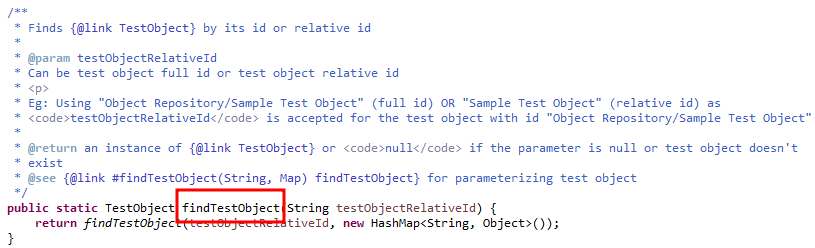 /**
 * Finds {@link TestObject} by its id or relative id
 *
 * @param testObjectRelativeId
 * Can be test object full id or test object relative id
 * <p>
 * Eg: Using "Object Repository/Sample Test Object" (full id) OR "Sample Test Object" (relative id) as
 * <code>testObjectRelativeId</code> is accepted for the test object with id "Object Repository/Sample Test Object"
 *
 * @return an instance of {@link TestObject} or <code>null</code> if the parameter is null or test object doesn't
 * exist
 * @see {@link #findTestObject(String, Map) findTestObject} for parameterizing test object
 */
public static TestObject findTestObject(String testObjectRelativeId) {
    return findTestObject(testObjectRelativeId, new HashMap<String, Object>());
}